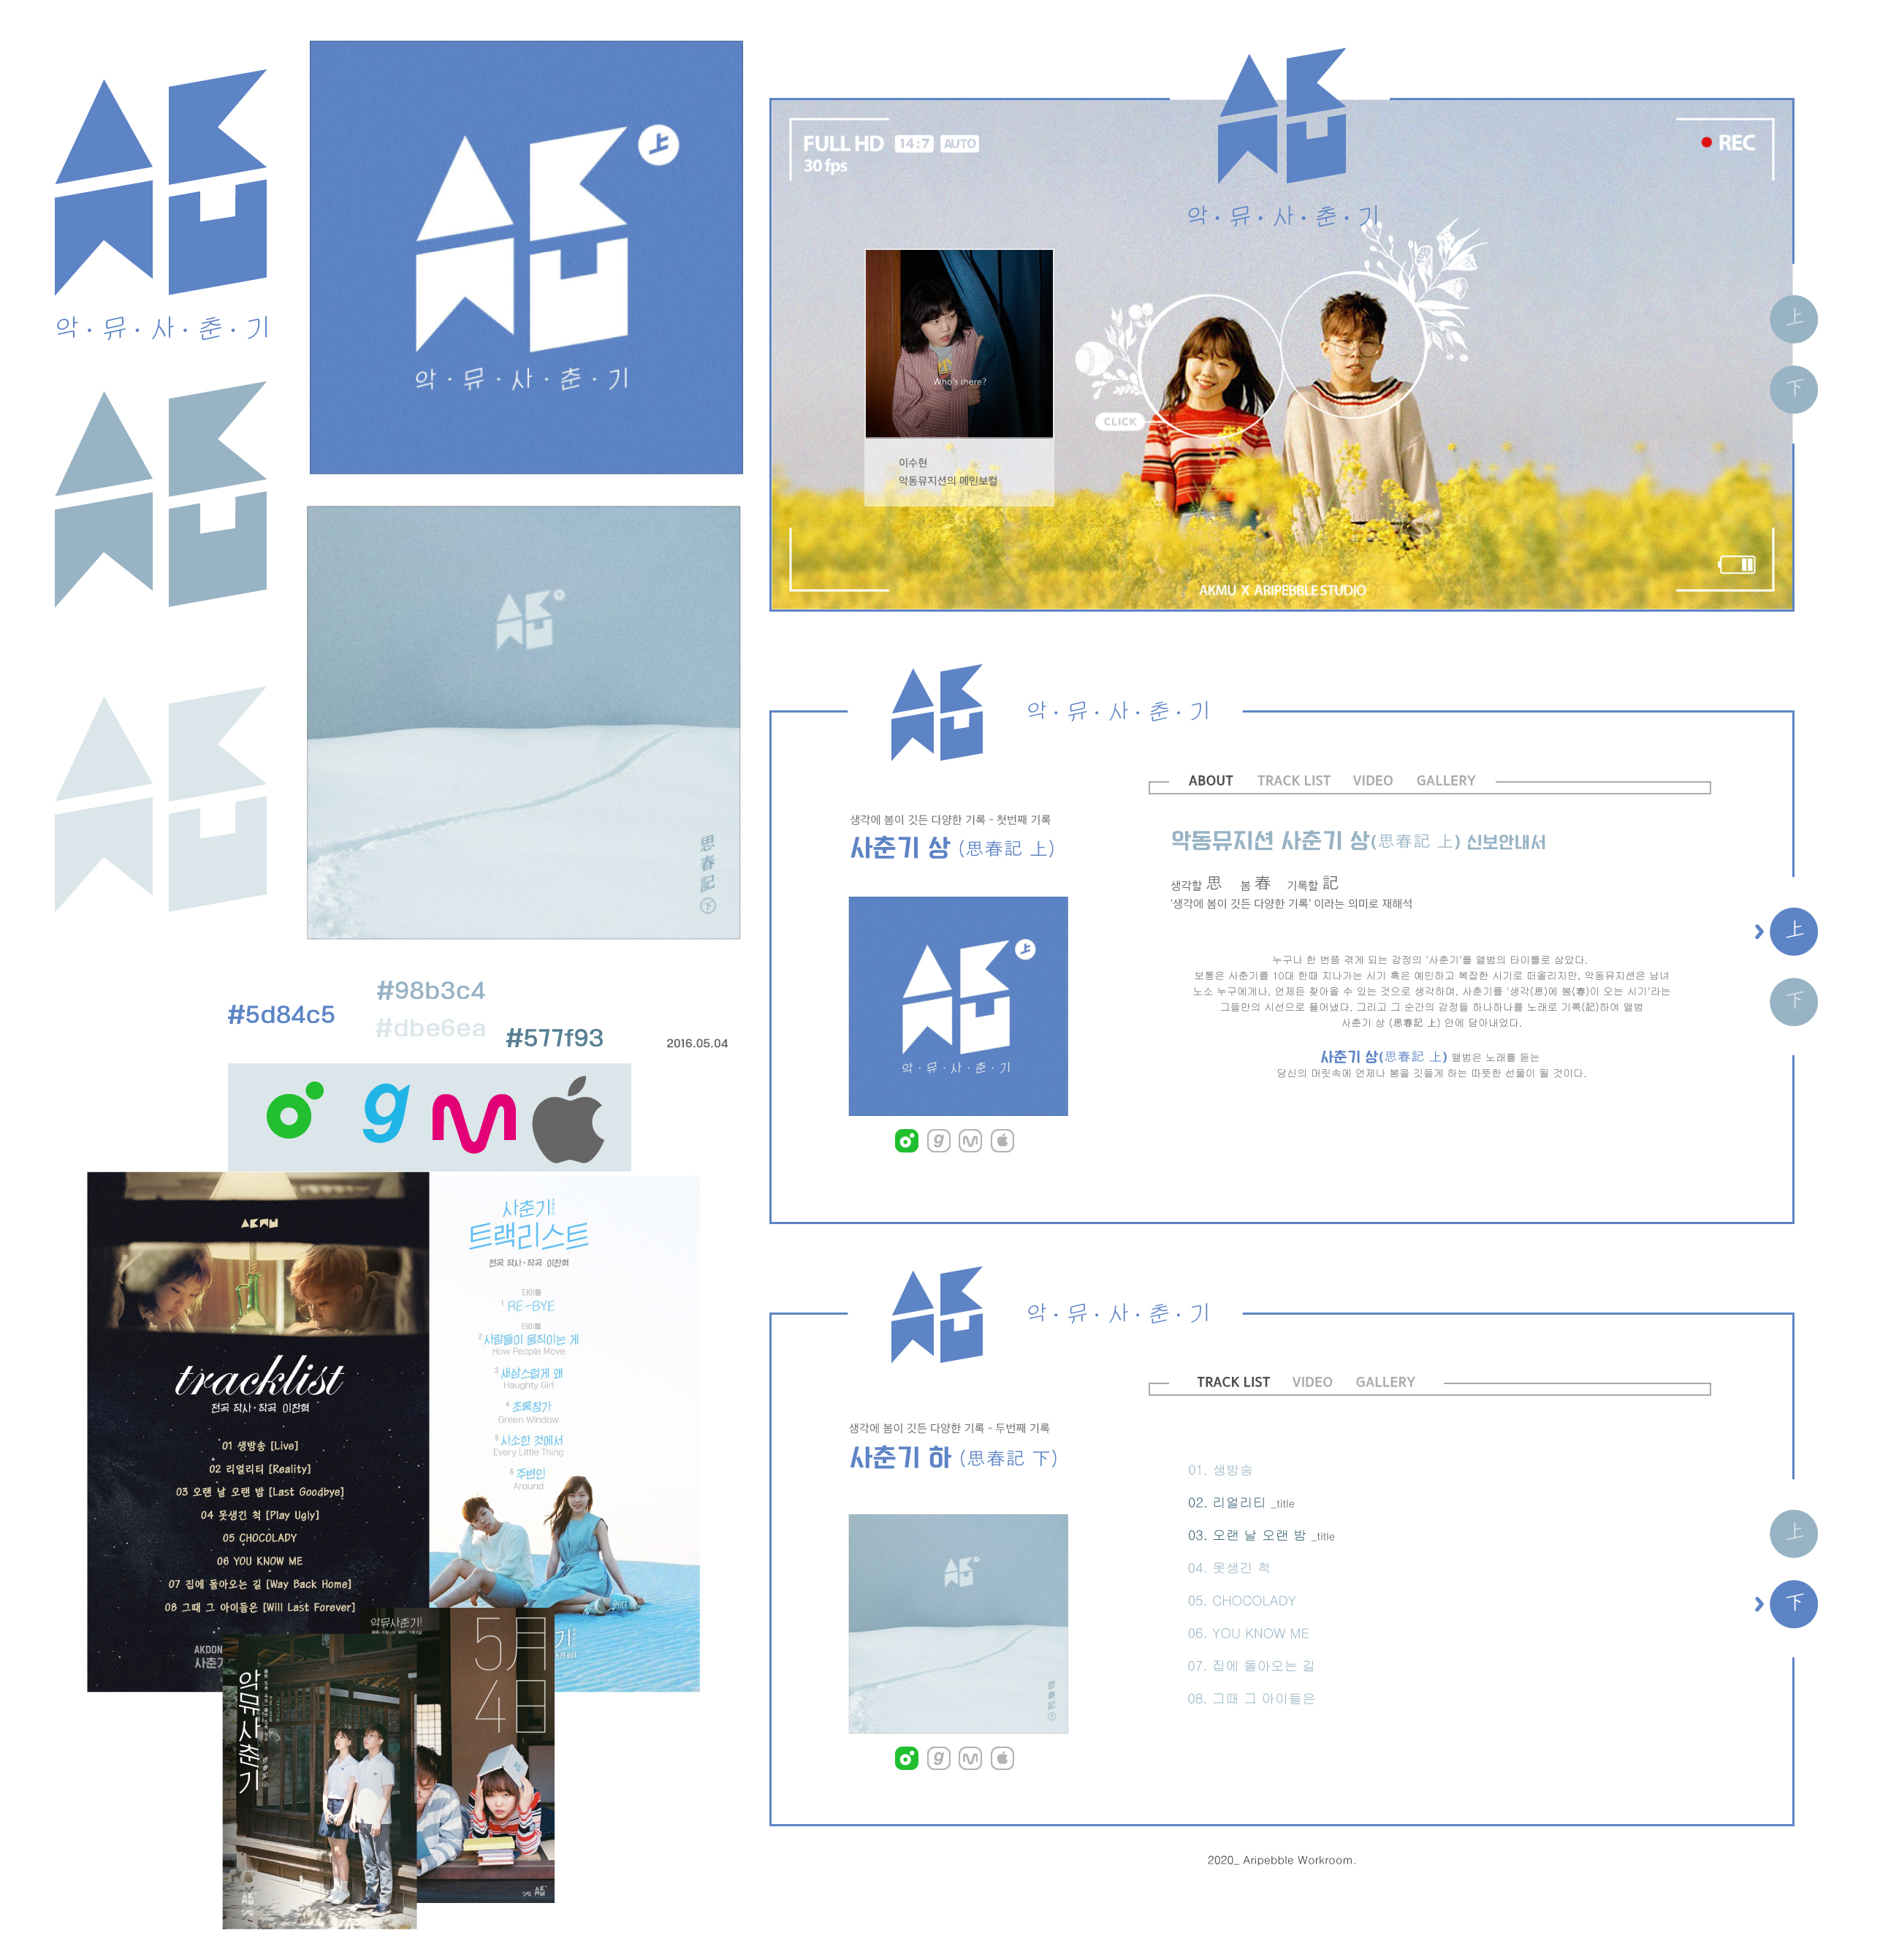 악·뮤·사·춘·기
上
악·뮤·사·춘·기
思春記下
#98b3c4
#5d84c5
#dbe6ea
#577f93
2016.05.04
AKMU
tracklist
전곡 작사·작곡 이찬혁
01 생방송 [Live]
02 리얼리티 [Reality]
03 오랜 날 오랜 밤 [Last Goodbye]
04 못생긴 척 [Play Ugly]
05 CHOCOLADY
06 YOU KNOW ME
07 집에 돌아오는 길 [Way Back Home]
08 그때 그 아이들은 [Will Last Forever]
AKDON
사춘기
사춘기
트랙리스트
전곡 작사·작곡 이찬혁
타이틀
1 RE-BYE
타이틀
2 사람들이 움직이는 게
How People Move
3 새삼스럽게 왜
Haughty Girl
4 초록창가
Green Window
5 사소한 것에서
Every Little Thing
6 주변인
Around
악뮤사춘기
악뮤사춘기
5月
4日
AKMU
FULL HD 14:7 AUTO
30 fps
REC
악·뮤·사·춘·기
Who's there?
이수현
악동뮤지션의 메인보컬
CLICK
上
下
AKMU X ARIPEBBLE STUDIO
AKMU
악·뮤·사·춘·기
ABOUT TRACK LIST VIDEO GALLERY
생각에 봄이 깃든 다양한 기록 - 첫번째 기록
사춘기 상 (思春記 上)
上
악·뮤·사·춘·기
악동뮤지션 사춘기 상(思春記 上) 신보안내서
생각할 思 봄 春 기록할 記
'생각에 봄이 깃든 다양한 기록' 이라는 의미로 재해석
누구나 한 번쯤 겪게 되는 감정의 '사춘기'를 앨범의 타이틀로 삼았다.
보통은 사춘기를 10대 한때 지나가는 시기 혹은 예민하고 복잡한 시기로 떠올리지만, 악동뮤지션은 남녀
노소 누구에게나, 언제든 찾아올 수 있는 것으로 생각하며, 사춘기를 '생각(思)에 봄(春)이 오는 시기'라는
그들만의 시선으로 풀어냈다. 그리고 그 순간의 감정들 하나하나를 노래로 기록(記)하여 앨범
사춘기 상 (思春記 上) 안에 담아내었다.
사춘기 상(思春記 上) 앨범은 노래를 듣는
당신의 머릿속에 언제나 봄을 깃들게 하는 따뜻한 선물이 될 것이다.
上
下
AKMU
악·뮤·사·춘·기
TRACK LIST VIDEO GALLERY
생각에 봄이 깃든 다양한 기록 - 두번째 기록
사춘기 하 (思春記 下)
思春記下
01. 생방송
02. 리얼리티 _title
03. 오랜 날 오랜 밤 _title
04. 못생긴 척
05. CHOCOLADY
06. YOU KNOW ME
07. 집에 돌아오는 길
08. 그때 그 아이들은
上
下
2020_ Aripebble Workroom.